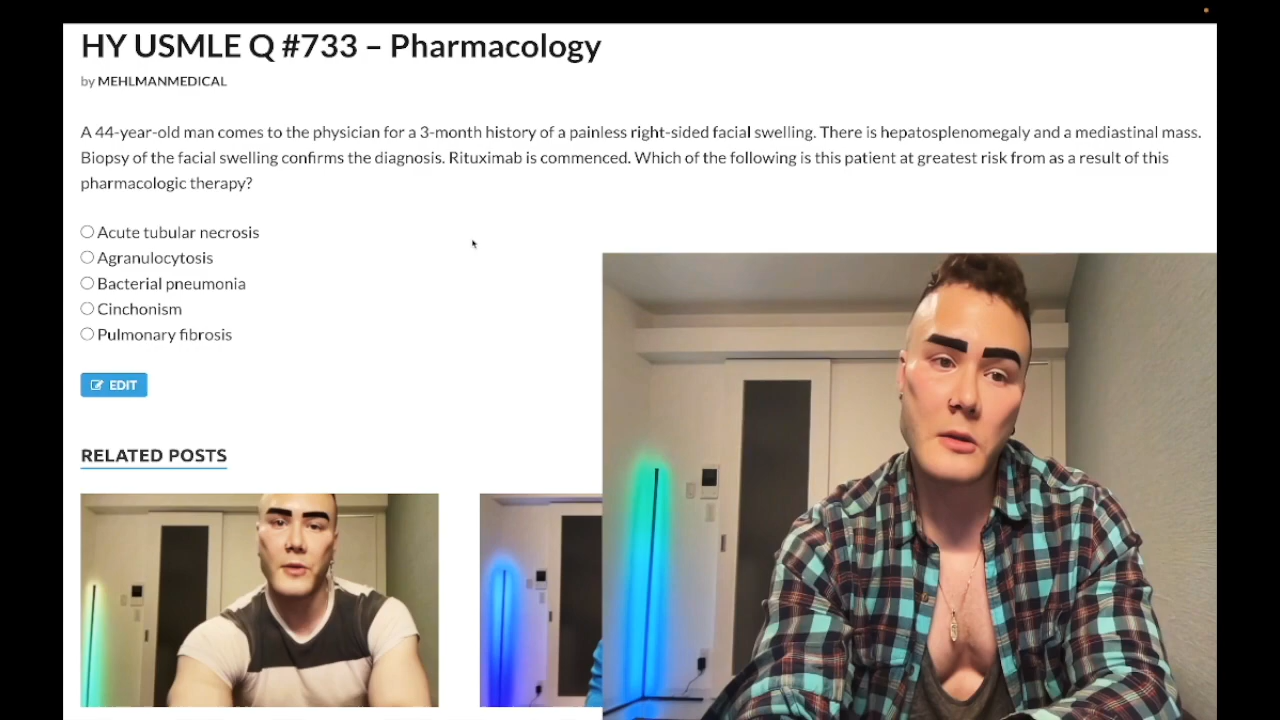 HY USMLE Q #733 – Pharmacology
by MEHLMANMEDICAL
A 44-year-old man comes to the physician for a 3-month history of a painless right-sided facial swelling. There is hepatosplenomegaly and a mediastinal mass.
Biopsy of the facial swelling confirms the diagnosis. Rituximab is commenced. Which of the following is this patient at greatest risk from as a result of this
pharmacologic therapy?
Acute tubular necrosis
Agranulocytosis
Bacterial pneumonia
Cinchonism
Pulmonary fibrosis
EDIT
RELATED POSTS